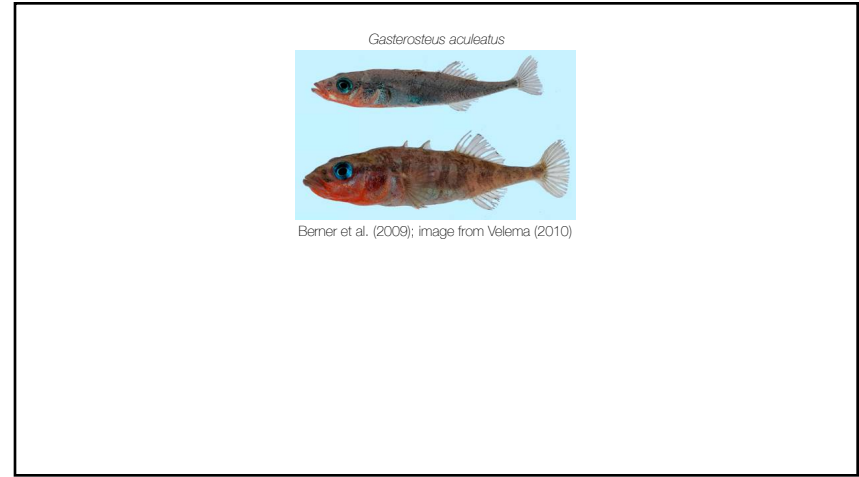 Gasterosteus aculeatus
Berner et al. (2009); image from Velema (2010)